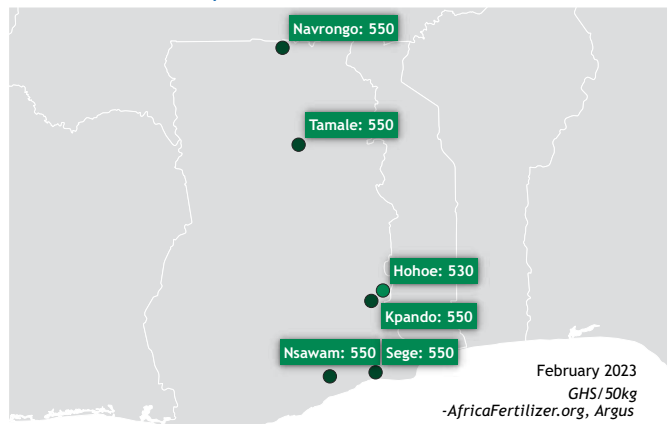 Navrongo: 550
Tamale: 550
Hohoe: 530
Kpando: 550
Nsawam: 550
Sege: 550
February 2023
GHS/50kg
-AfricaFertilizer.org, Argus